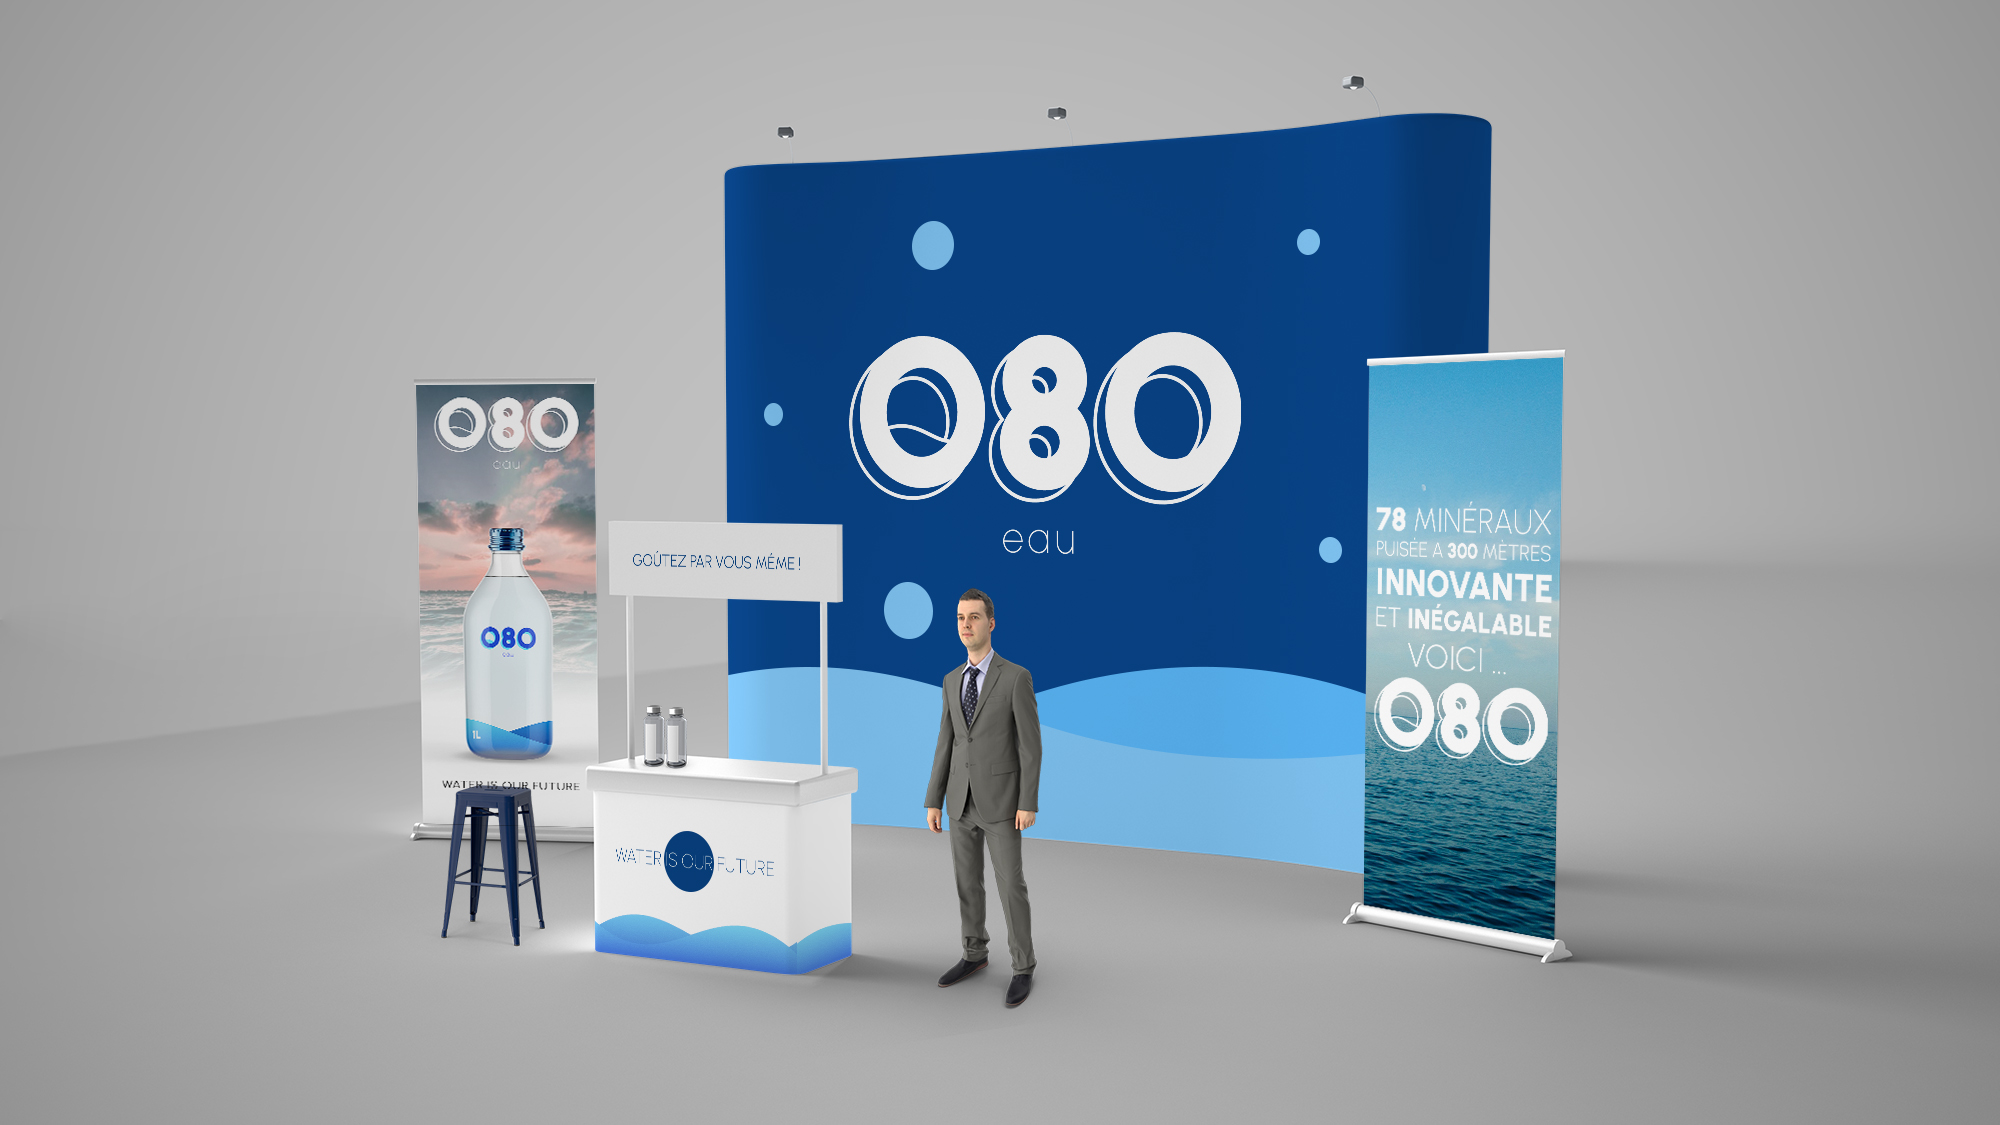 080
eau
080
eau
080
eau
1L
WATER IS OUR FUTURE
GOÛTEZ PAR VOUS MÊME !
WATER IS OUR FUTURE
78 MINÉRAUX
PUISÉE A 300 MÈTRES
INNOVANTE
ET INÉGALABLE
VOICI ...
080